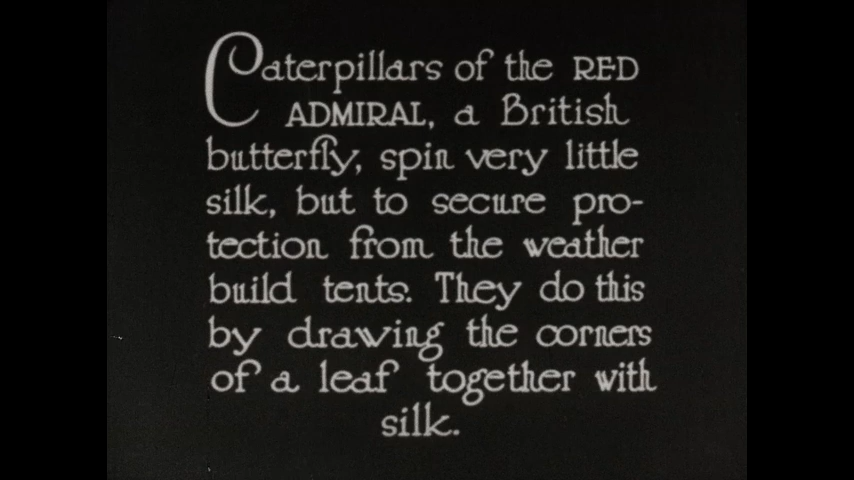 Caterpillars of the RED
ADMIRAL, a British
butterfly, spin very little
silk, but to secure pro-
tection from the weather
build tents. They do this
by drawing the corners
of a leaf together with
silk.